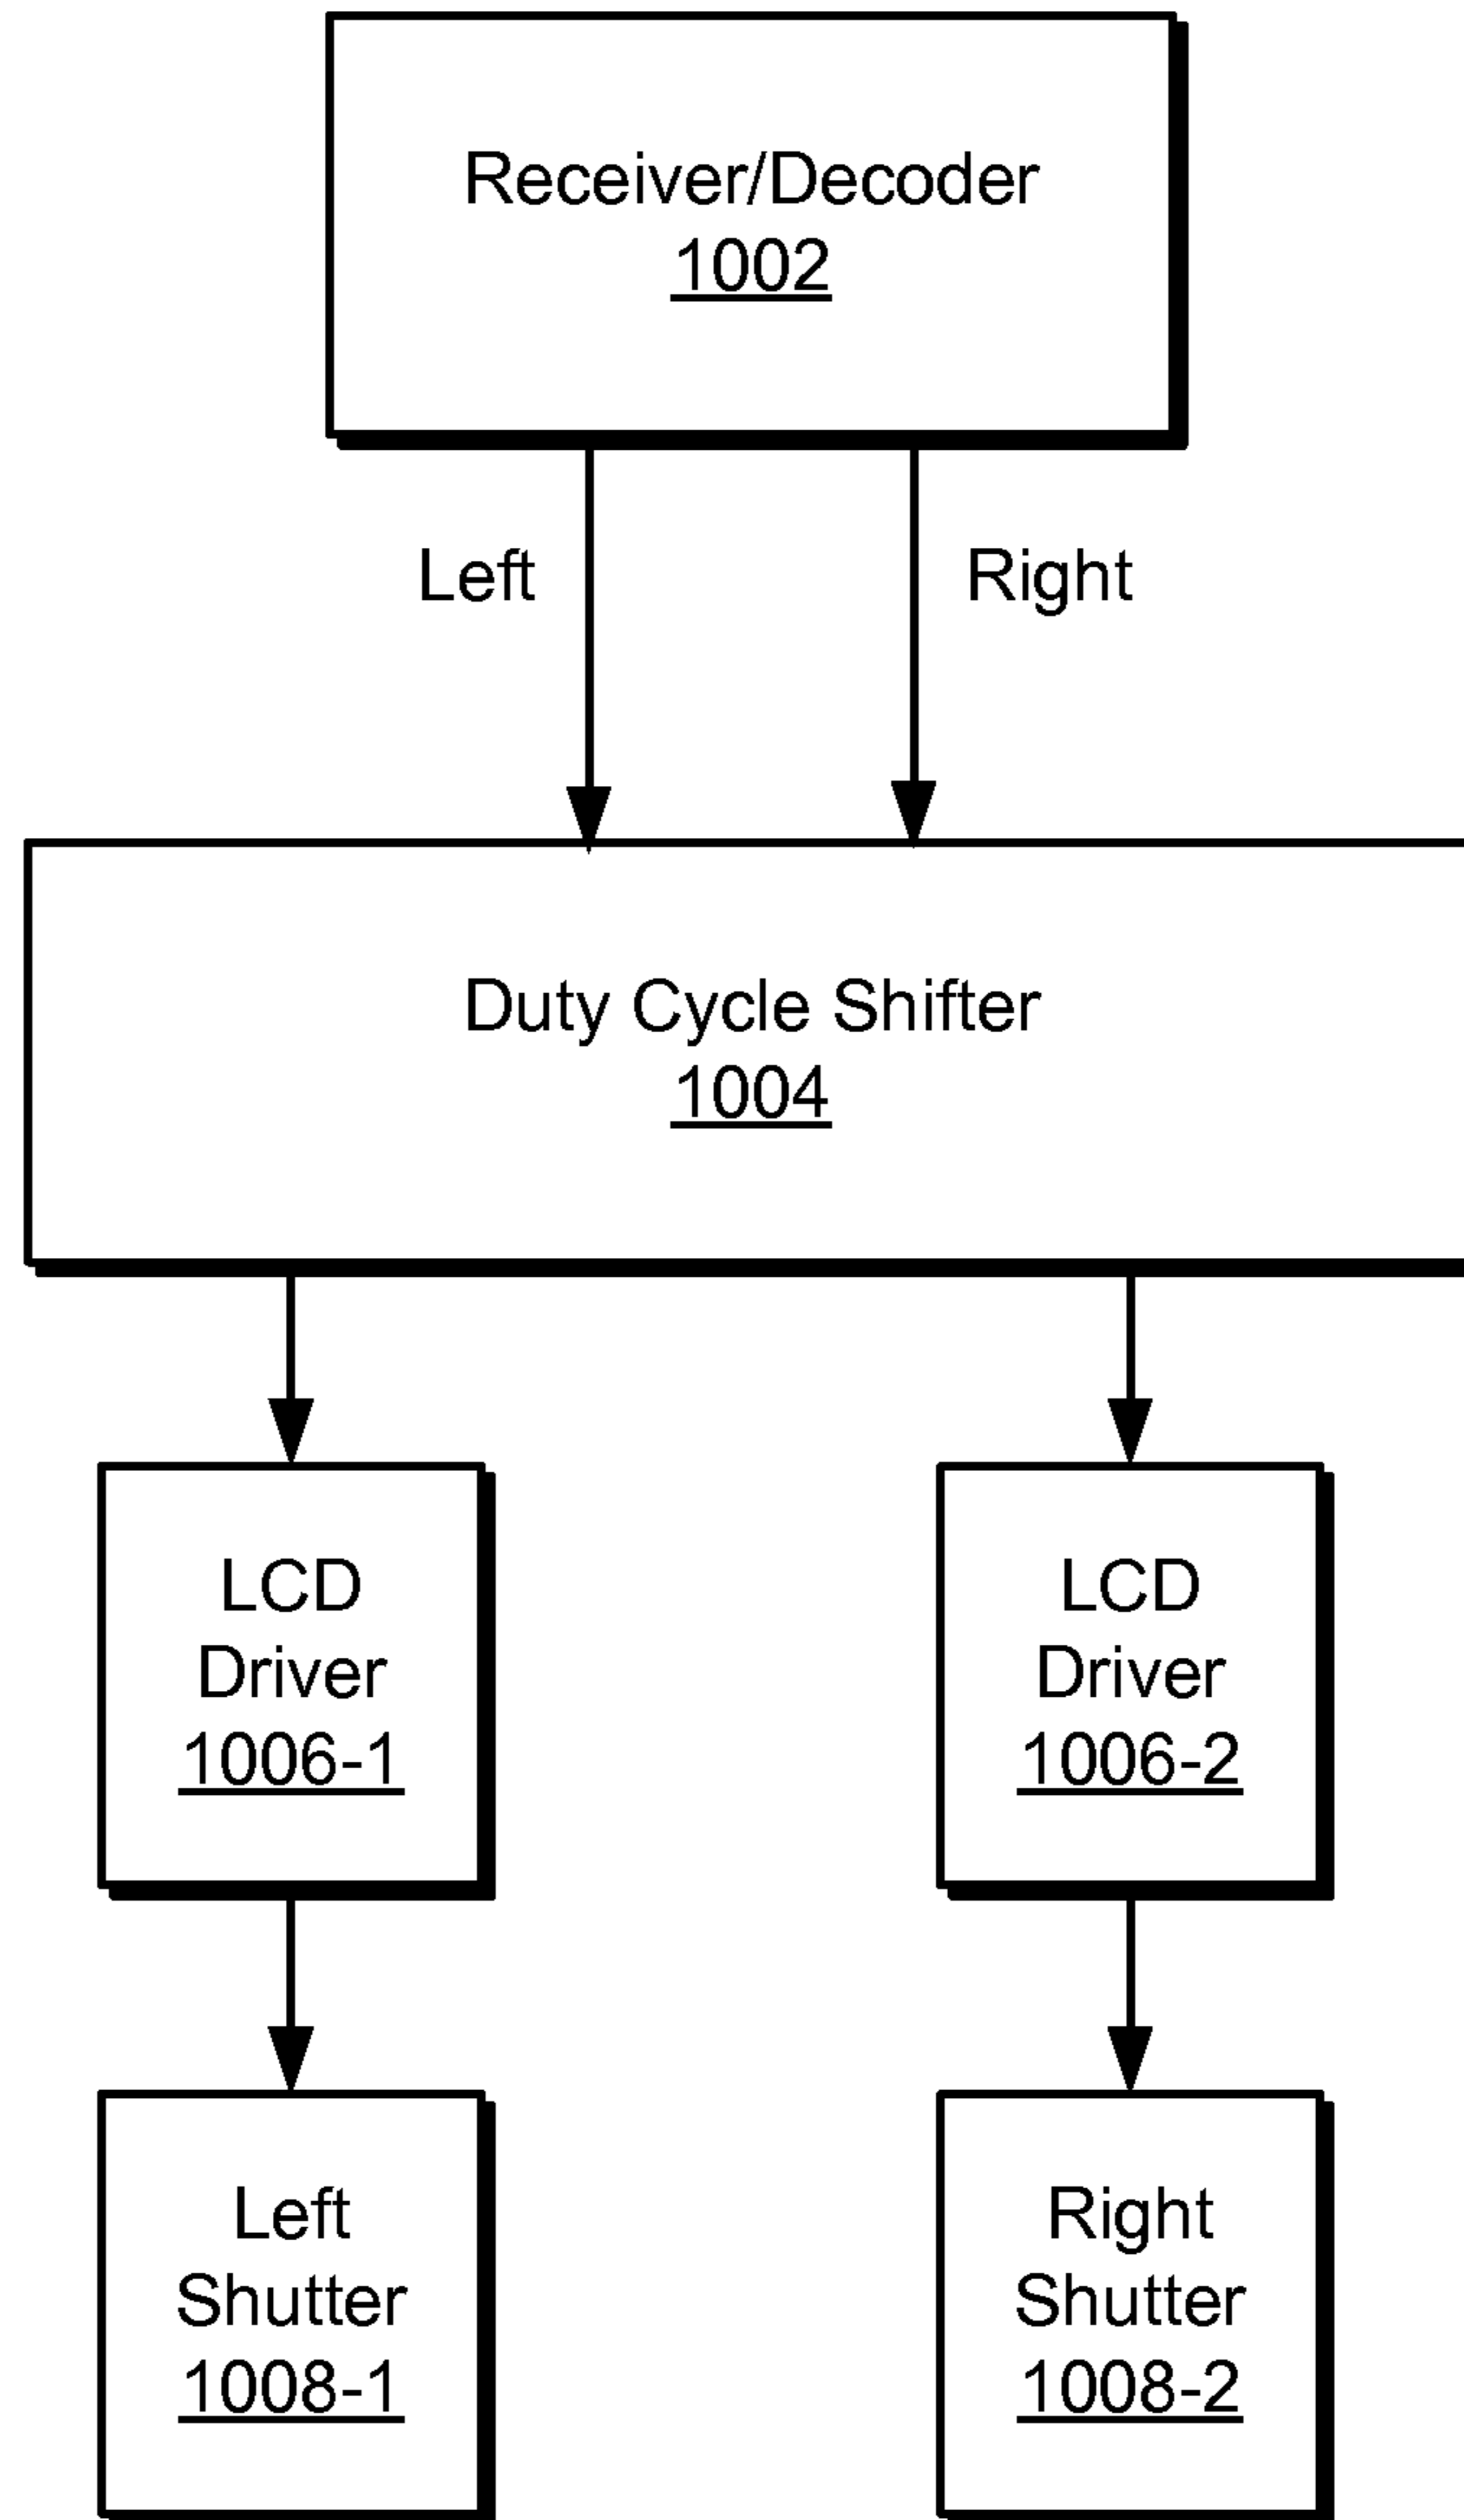 Receiver/Decoder
1002
Left
Right
Duty Cycle Shifter
1004
LCD
Driver
1006-1
LCD
Driver
1006-2
Left
Shutter
1008-1
Right
Shutter
1008-2